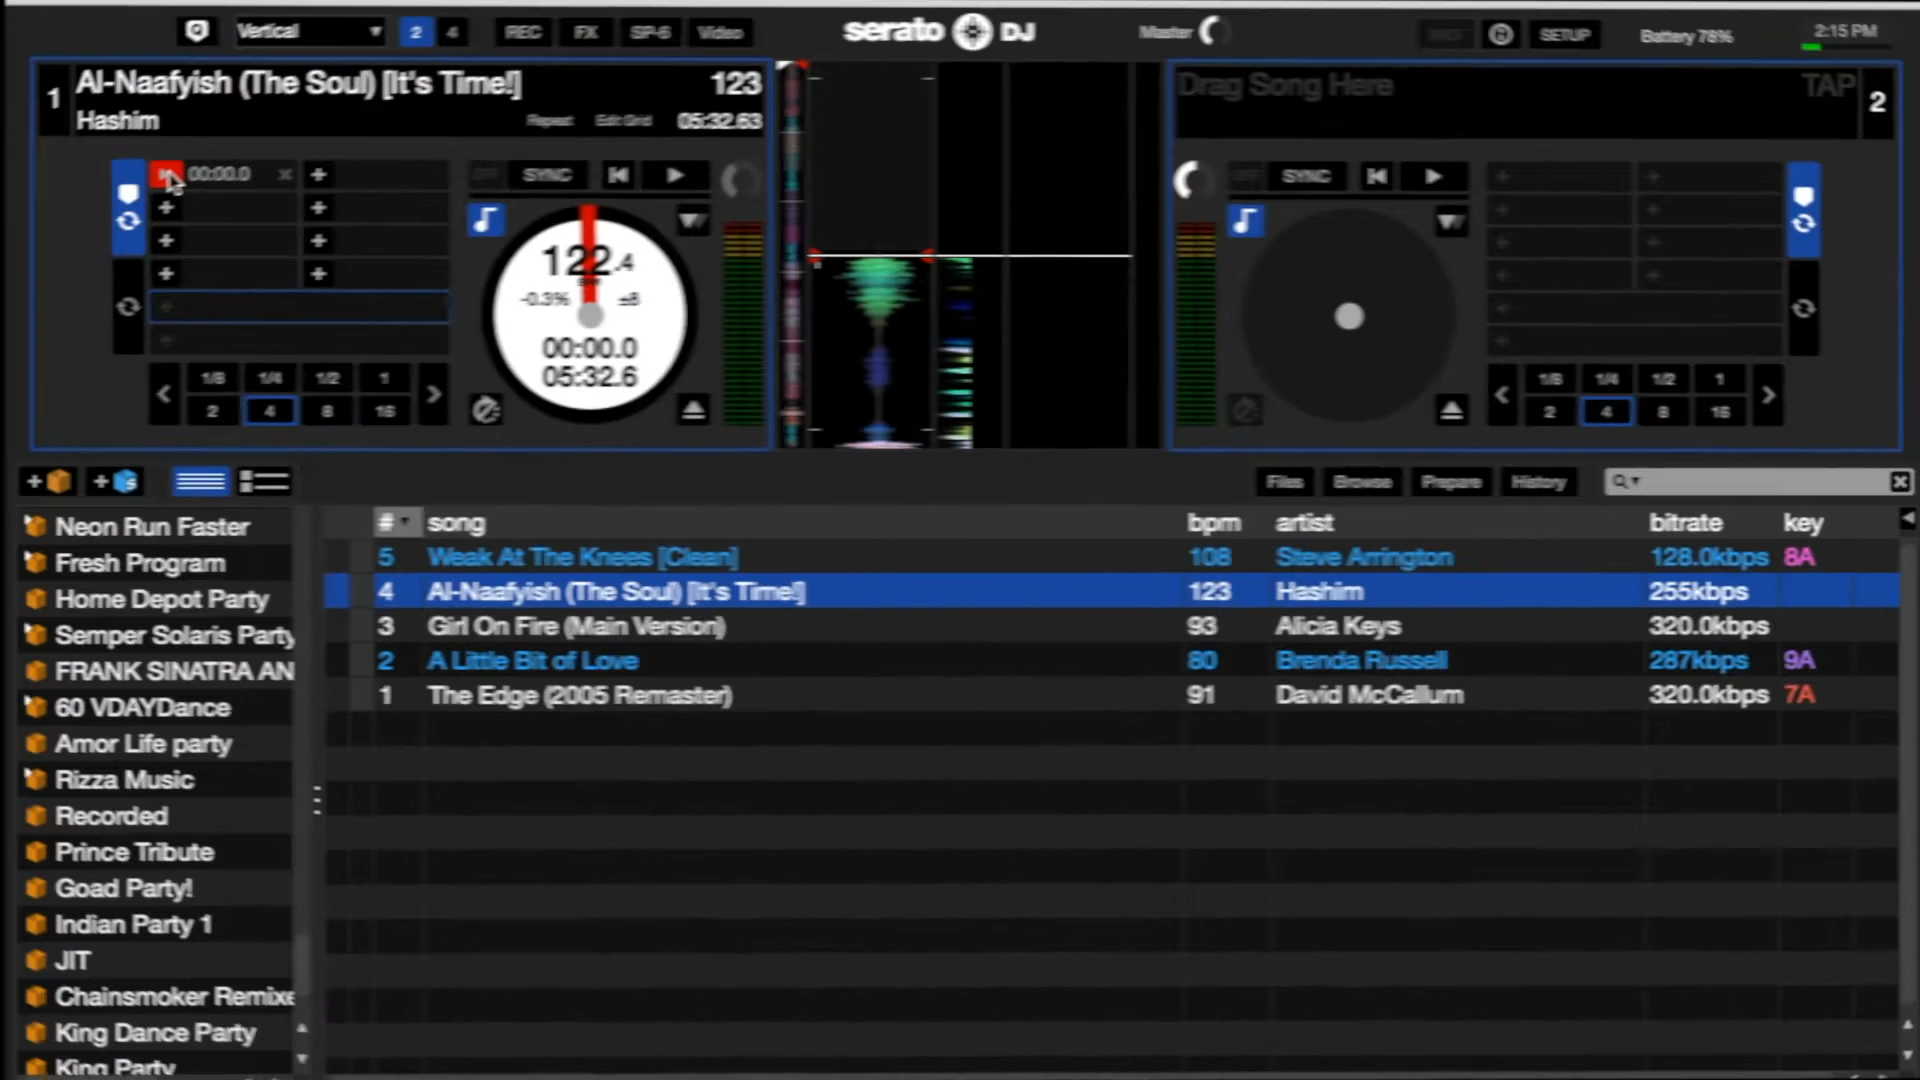 Vertical 2 4 REC FX SP-6 Video serato DJ Master SETUP Battery 78% 2:15 PM
1 Al-Naafyish (The Soul) [It's Time!] 123
Hashim Repeat Edit Grid 05:32.63
Drag Song Here TAP 2
00:00.0 SYNC
122.4
-0.3% ±8
00:00.0
05:32.6
1/8 1/4 1/2 1
2 4 8 16
SYNC
1/8 1/4 1/2 1
2 4 8 16
Files Browse Prepare History
# song bpm artist bitrate key
5 Weak At The Knees [Clean] 108 Steve Arrington 128.0kbps 8A
4 Al-Naafyish (The Soul) [It's Time!] 123 Hashim 255kbps
3 Girl On Fire (Main Version) 93 Alicia Keys 320.0kbps
2 A Little Bit of Love 80 Brenda Russell 287kbps 9A
1 The Edge (2005 Remaster) 91 David McCallum 320.0kbps 7A
Neon Run Faster
Fresh Program
Home Depot Party
Semper Solaris Party
FRANK SINATRA AN
60 VDAYDance
Amor Life party
Rizza Music
Recorded
Prince Tribute
Goad Party!
Indian Party 1
JIT
Chainsmoker Remixe
King Dance Party
King Party